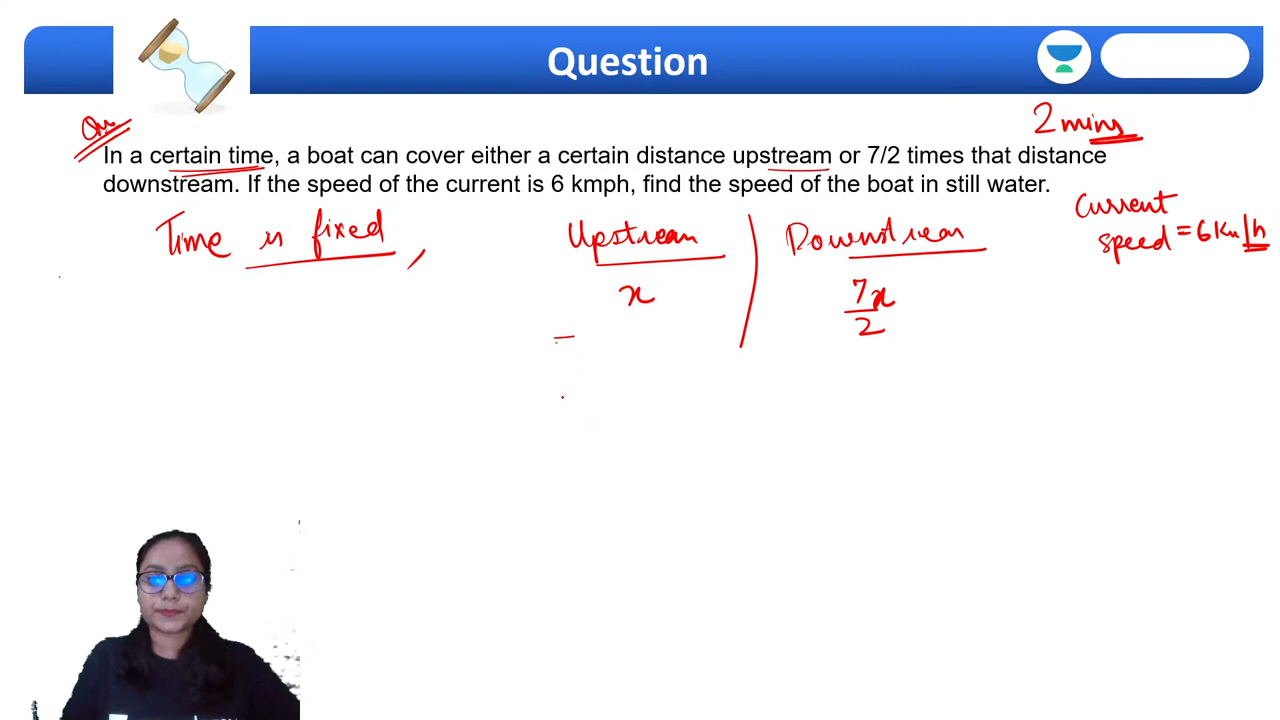 Question
2 mins
Qn.
In a certain time, a boat can cover either a certain distance upstream or 7/2 times that distance
downstream. If the speed of the current is 6 kmph, find the speed of the boat in still water.
Time is fixed,
Upstream
Downstream
Current
speed = 6 Km/h
x
7x
2